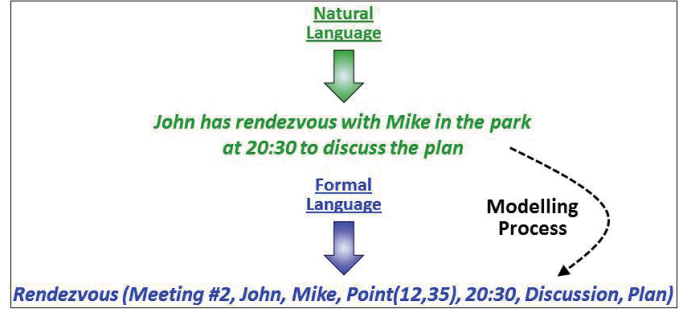 Natural
Language
John has rendezvous with Mike in the park
at 20:30 to discuss the plan
Formal
Language
Modelling
Process
Rendezvous (Meeting #2, John, Mike, Point(12,35), 20:30, Discussion, Plan)